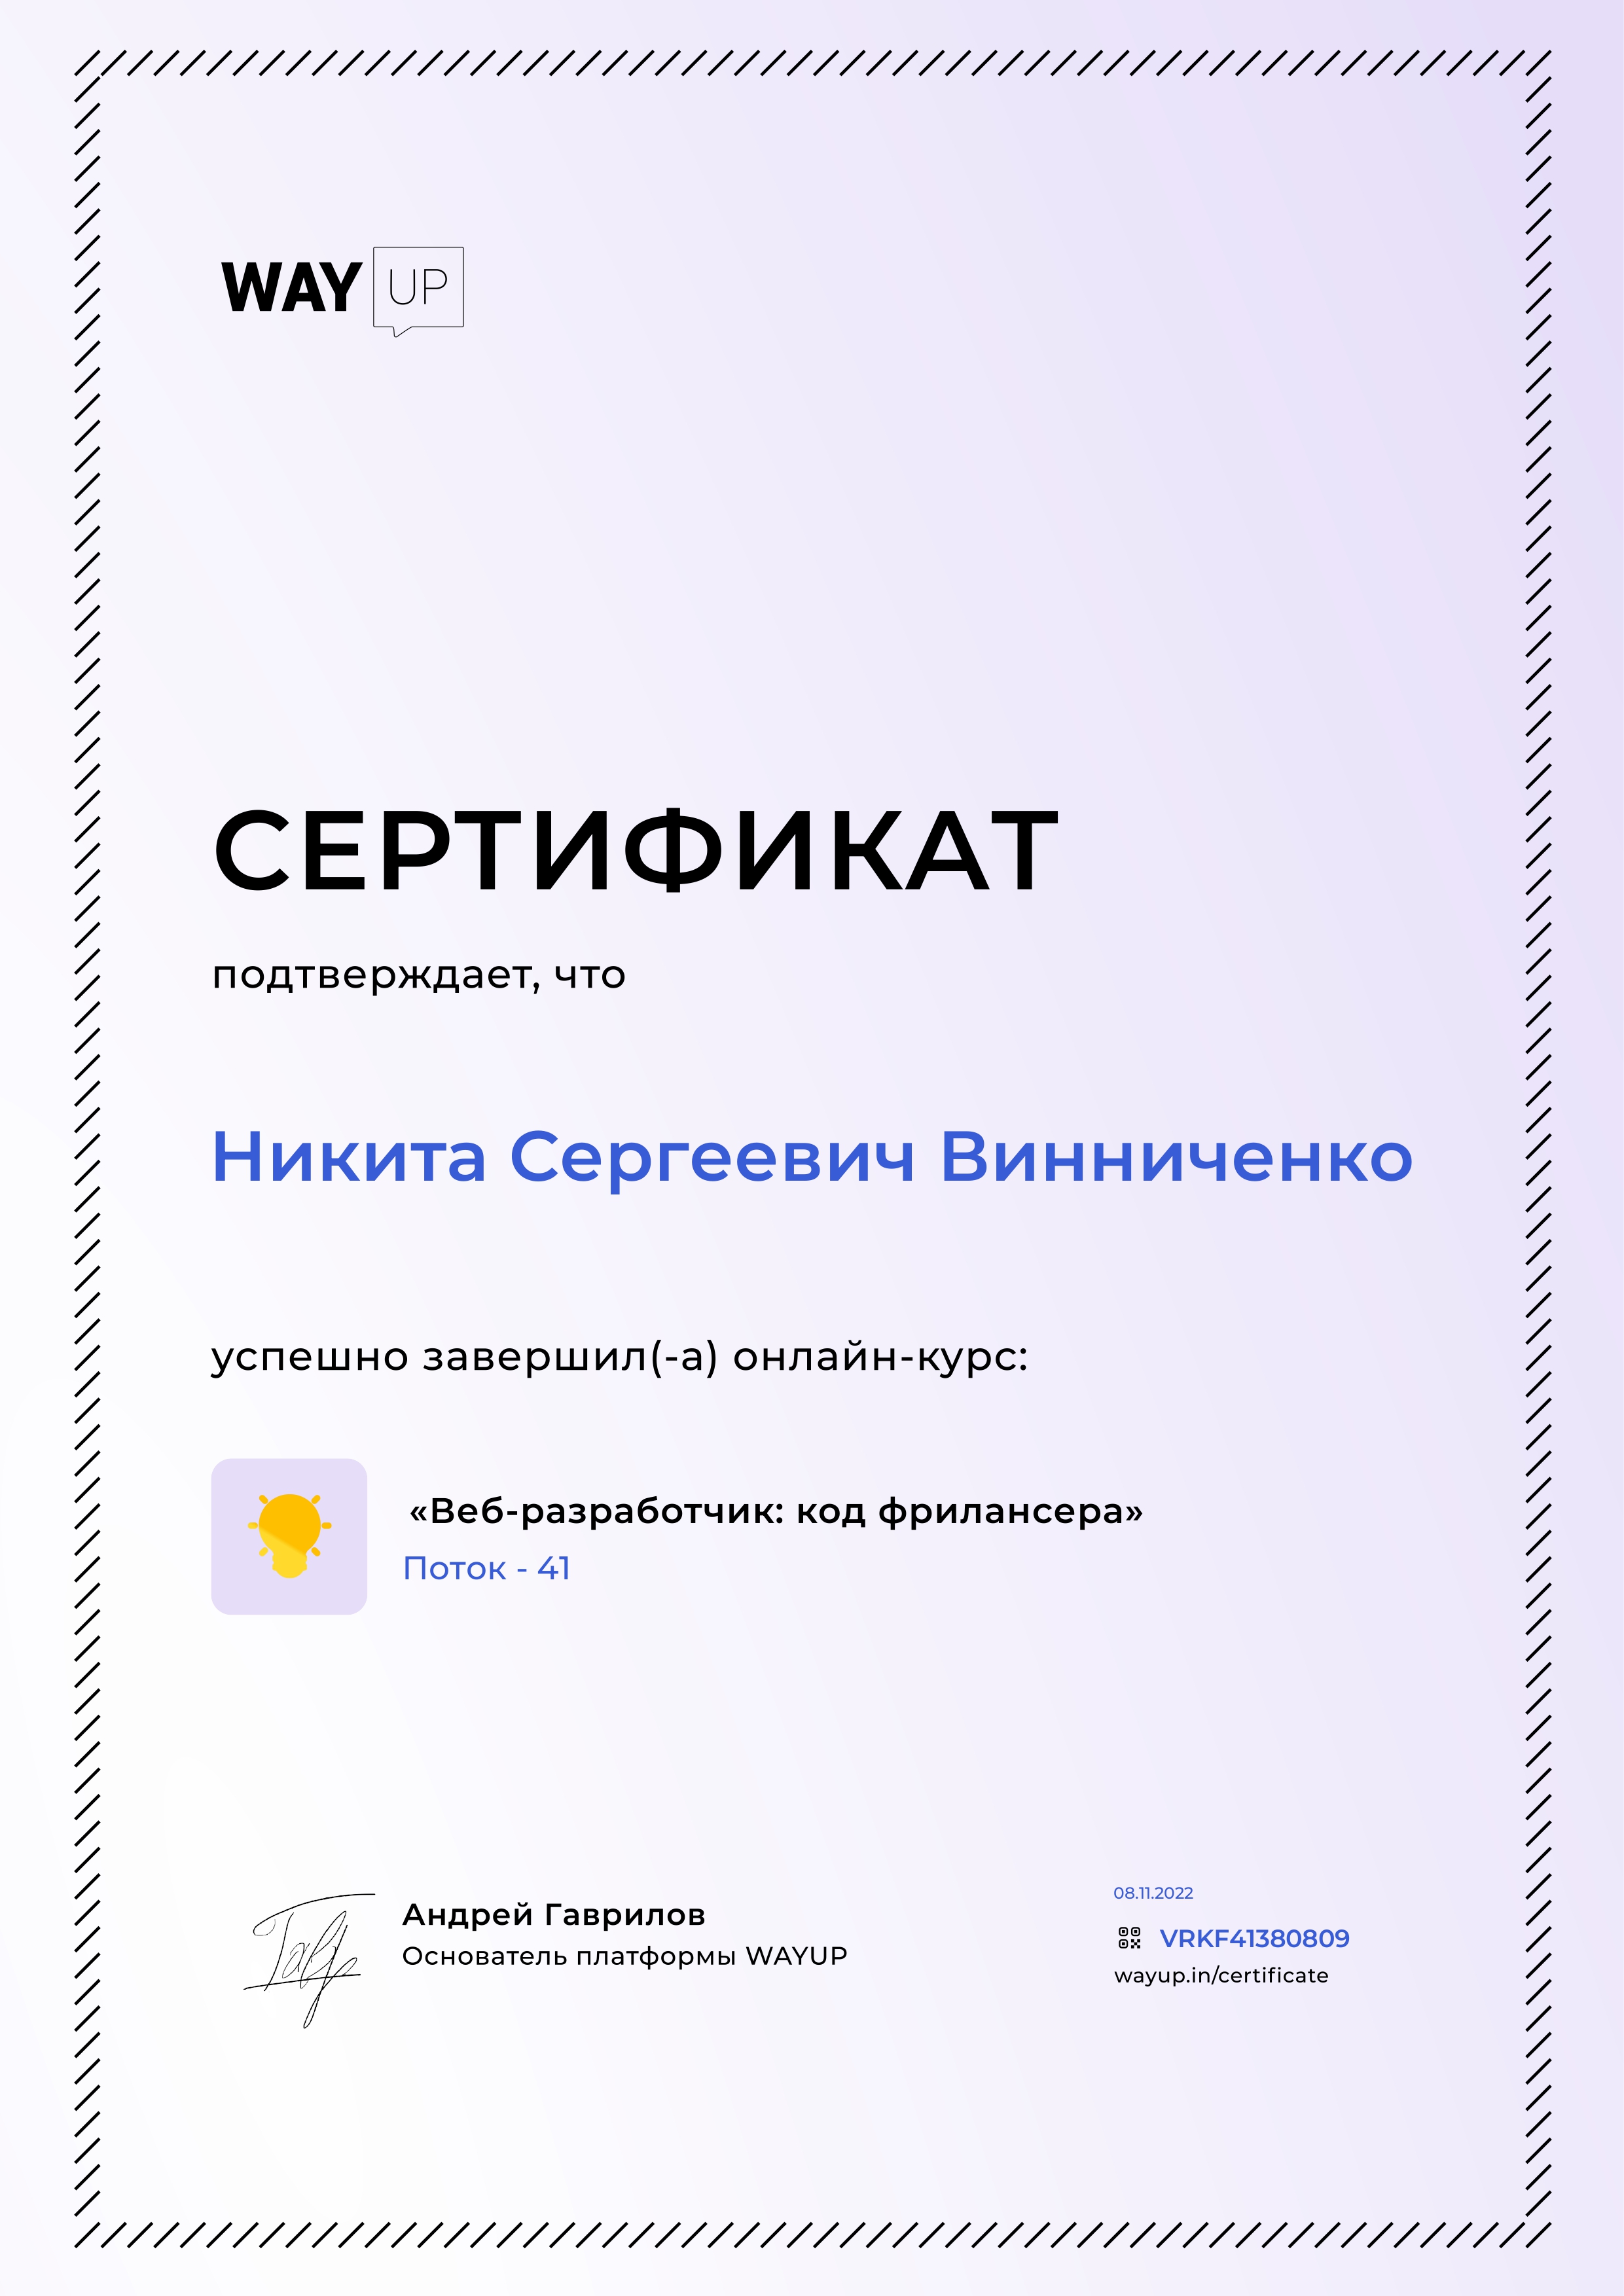 WAY UP
СЕРТИФИКАТ
подтверждает, что
Никита Сергеевич Винниченко
успешно завершил(-а) онлайн-курс:
«Веб-разработчик: код фрилансера»
Поток - 41
Андрей Гаврилов
Основатель платформы WAYUP
08.11.2022
VRKF41380809
wayup.in/certificate